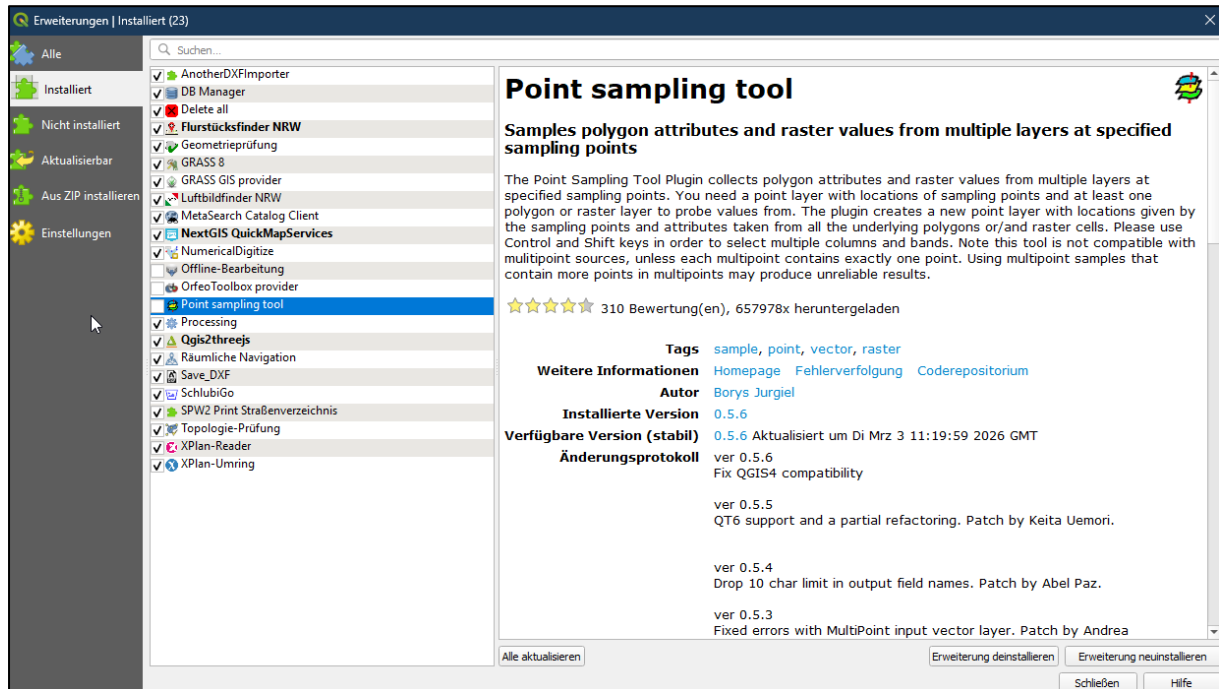 Erweiterungen | Installiert (23)
Alle
Installiert
Nicht installiert
Aktualisierbar
Aus ZIP installieren
Einstellungen
Suchen...
AnotherDXFImporter
DB Manager
Delete all
Flurstücksfinder NRW
Geometrieprüfung
GRASS 8
GRASS GIS provider
Luftbildfinder NRW
MetaSearch Catalog Client
NextGIS QuickMapServices
NumericalDigitize
Offline-Bearbeitung
OrfeoToolbox provider
Point sampling tool
Processing
Qgis2threejs
Räumliche Navigation
Save_DXF
SchlubiGo
SPW2 Print Straßenverzeichnis
Topologie-Prüfung
XPlan-Reader
XPlan-Umring
Point sampling tool
Samples polygon attributes and raster values from multiple layers at specified
sampling points
The Point Sampling Tool Plugin collects polygon attributes and raster values from multiple layers at
specified sampling points. You need a point layer with locations of sampling points and at least one
polygon or raster layer to probe values from. The plugin creates a new point layer with locations given by
the sampling points and attributes taken from all the underlying polygons or/and raster cells. Please use
Control and Shift keys in order to select multiple columns and bands. Note this tool is not compatible with
mulitipoint sources, unless each multipoint contains exactly one point. Using multipoint samples that
contain more points in multipoints may produce unreliable results.
310 Bewertung(en), 657978x heruntergeladen
Tags sample, point, vector, raster
Weitere Informationen Homepage Fehlerverfolgung Coderepositorium
Autor Borys Jurgiel
Installierte Version 0.5.6
Verfügbare Version (stabil) 0.5.6 Aktualisiert um Di Mrz 3 11:19:59 2026 GMT
Änderungsprotokoll ver 0.5.6
Fix QGIS4 compatibility
ver 0.5.5
QT6 support and a partial refactoring. Patch by Keita Uemori.
ver 0.5.4
Drop 10 char limit in output field names. Patch by Abel Paz.
ver 0.5.3
Fixed errors with MultiPoint input vector layer. Patch by Andrea
Alle aktualisieren
Erweiterung deinstallieren
Erweiterung neuinstallieren
Schließen
Hilfe